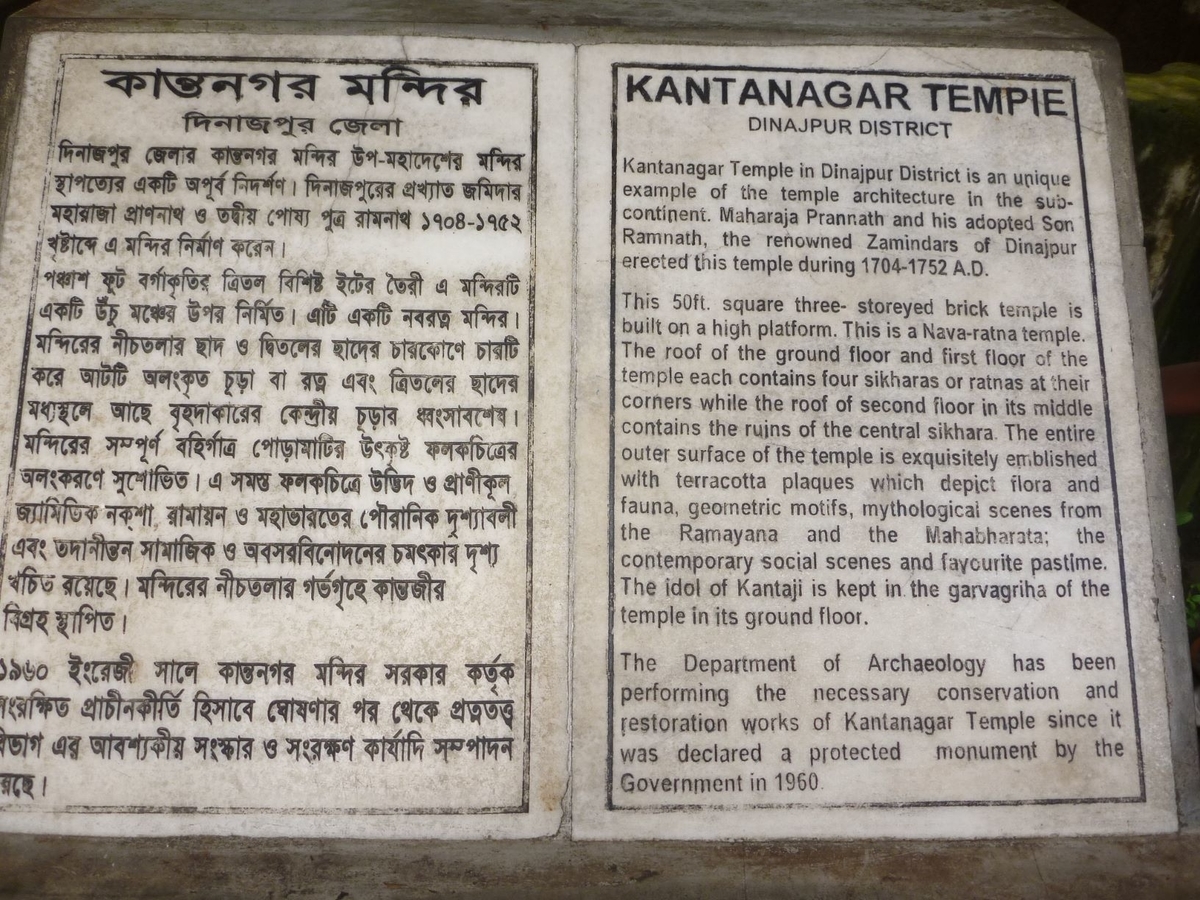 কান্তনগর মন্দির
দিনাজপুর জেলা
দিনাজপুর জেলার কান্তনগর মন্দির উপ-মহাদেশের মন্দির
স্থাপত্যের একটি অপূর্ব নিদর্শণ। দিনাজপুরের প্রখ্যাত জমিদার
মহারাজা প্রাণনাথ ও তদ্বীয় পোষ্য পুত্র রামনাথ ১৭০৪-১৭৫২
খৃষ্টাব্দে এ মন্দির নির্মাণ করেন।
পঞ্চাশ ফুট বর্গাকৃতির ত্রিতল বিশিষ্ট ইটের তৈরী এ মন্দিরটি
একটি উঁচু মঞ্চের উপর নির্মিত। এটি একটি নবরত্ন মন্দির।
মন্দিরের নীচতলার ছাদ ও দ্বিতলের ছাদের চারকোণে চারটি
করে আটটি অলংকৃত চূড়া বা রত্ন এবং ত্রিতলের ছাদের
মধ্যস্থলে আছে বৃহদাকারের কেন্দ্রীয় চূড়ার ধ্বংসাবশেষ।
মন্দিরের সম্পূর্ণ বহির্গাত্র পোড়ামাটির উৎকৃষ্ট ফলকচিত্রের
অলংকরণে সুশোভিত। এ সমস্ত ফলকচিত্রে উদ্ভিদ ও প্রাণীকূল
জ্যামিতিক নক্‌শা, রামায়ন ও মহাভারতের পৌরানিক দৃশ্যাবলী
এবং তদানীন্তন সামাজিক ও অবসরবিনোদনের চমৎকার দৃশ্য
খচিত রয়েছে। মন্দিরের নীচতলার গর্ভগৃহে কান্তজীর
বিগ্রহ স্থাপিত।
১৯৬০ ইংরেজী সালে কান্তনগর মন্দির সরকার কর্তৃক
সংরক্ষিত প্রাচীনকীর্তি হিসাবে ঘোষণার পর থেকে প্রত্নতত্ত্ব
বিভাগ এর আবশ্যকীয় সংস্কার ও সংরক্ষণ কার্যাদি সম্পাদন
রছে।
KANTANAGAR TEMPIE
DINAJPUR DISTRICT
Kantanagar Temple in Dinajpur District is an unique
example of the temple architecture in the sub-
continent. Maharaja Prannath and his adopted Son
Ramnath, the renowned Zamindars of Dinajpur
erected this temple during 1704-1752 A.D.
This 50ft. square three- storeyed brick temple is
built on a high platform. This is a Nava-ratna temple.
The roof of the ground floor and first floor of the
temple each contains four sikharas or ratnas at their
corners while the roof of second floor in its middle
contains the ruins of the central sikhara. The entire
outer surface of the temple is exquisitely emblished
with terracotta plaques which depict flora and
fauna, geometric motifs, mythological scenes from
the Ramayana and the Mahabharata; the
contemporary social scenes and favourite pastime.
The idol of Kantaji is kept in the garvagriha of the
temple in its ground floor.
The Department of Archaeology has been
performing the necessary conservation and
restoration works of Kantanagar Temple since it
was declared a protected monument by the
Government in 1960.